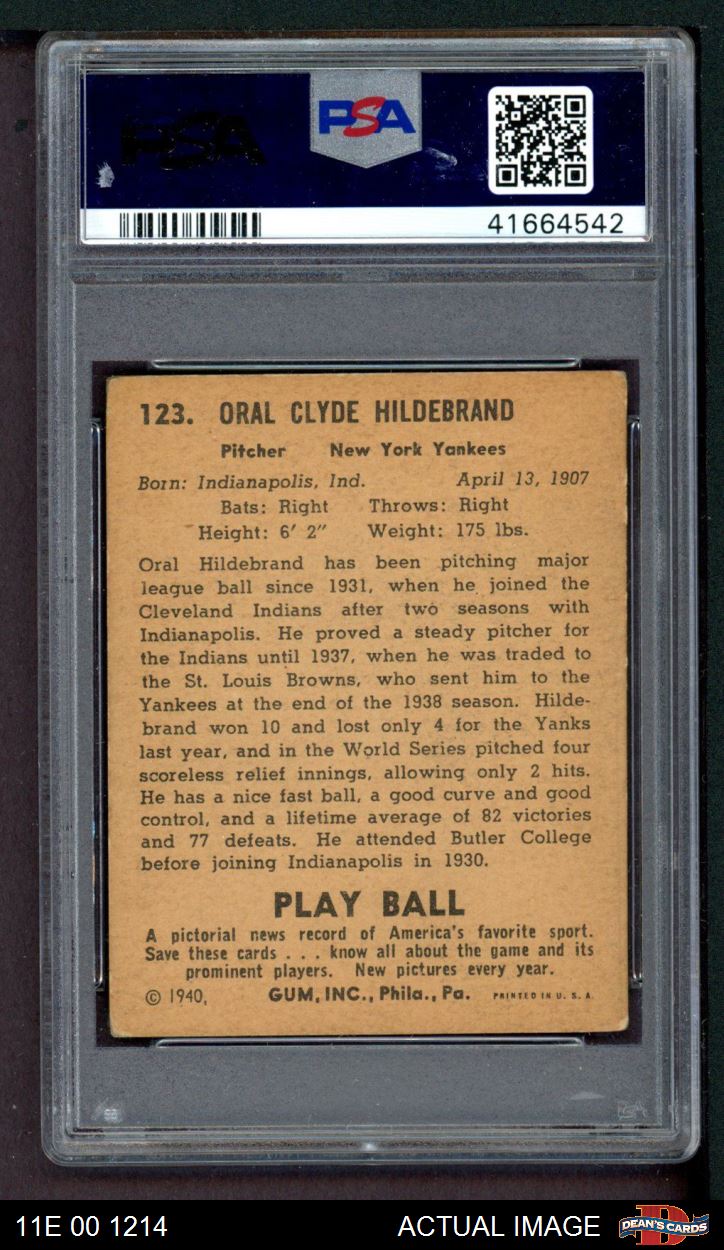 PSA
PSA
41664542
123. ORAL CLYDE HILDEBRAND
Pitcher New York Yankees
Born: Indianapolis, Ind. April 13, 1907
Bats: Right Throws: Right
Height: 6' 2" Weight: 175 lbs.
Oral Hildebrand has been pitching major
league ball since 1931, when he joined the
Cleveland Indians after two seasons with
Indianapolis. He proved a steady pitcher for
the Indians until 1937, when he was traded to
the St. Louis Browns, who sent him to the
Yankees at the end of the 1938 season. Hilde-
brand won 10 and lost only 4 for the Yanks
last year, and in the World Series pitched four
scoreless relief innings, allowing only 2 hits.
He has a nice fast ball, a good curve and good
control, and a lifetime average of 82 victories
and 77 defeats. He attended Butler College
before joining Indianapolis in 1930.
PLAY BALL
A pictorial news record of America's favorite sport.
Save these cards . . . know all about the game and its
prominent players. New pictures every year.
© 1940, GUM, INC., Phila., Pa. PRINTED IN U. S. A.
11E 00 1214 ACTUAL IMAGE DEAN'S CARDS